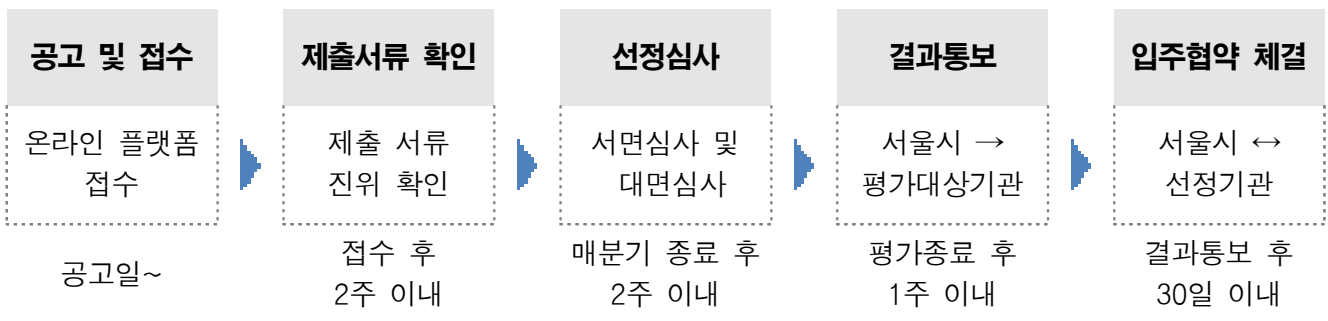 공고 및 접수
온라인 플랫폼
접수
공고일~
제출서류 확인
제출 서류
진위 확인
접수 후
2주 이내
선정심사
서면심사 및
대면심사
매분기 종료 후
2주 이내
결과통보
서울시 →
평가대상기관
평가종료 후
1주 이내
입주협약 체결
서울시 ↔
선정기관
결과통보 후
30일 이내